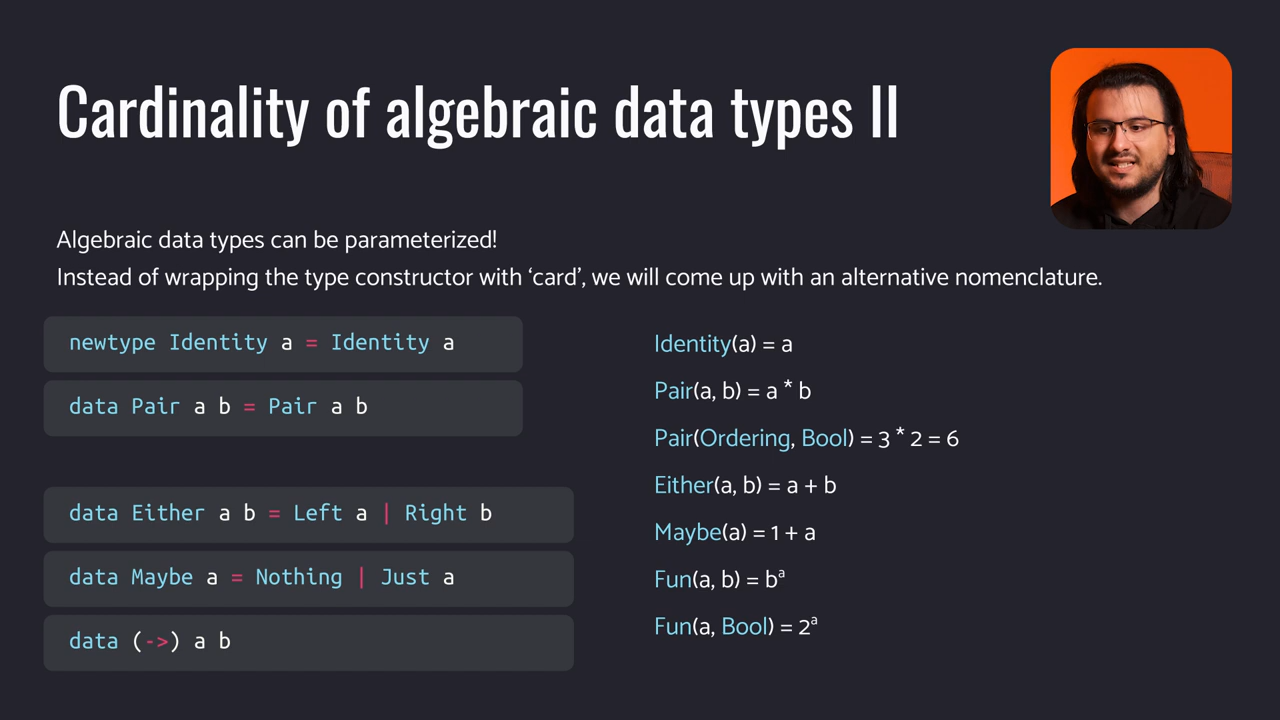 Cardinality of algebraic data types II
Algebraic data types can be parameterized!
Instead of wrapping the type constructor with ‘card’, we will come up with an alternative nomenclature.
newtype Identity a = Identity a
data Pair a b = Pair a b
data Either a b = Left a | Right b
data Maybe a = Nothing | Just a
data (->) a b
Identity(a) = a
Pair(a, b) = a * b
Pair(Ordering, Bool) = 3 * 2 = 6
Either(a, b) = a + b
Maybe(a) = 1 + a
Fun(a, b) = bᵃ
Fun(a, Bool) = 2ᵃ